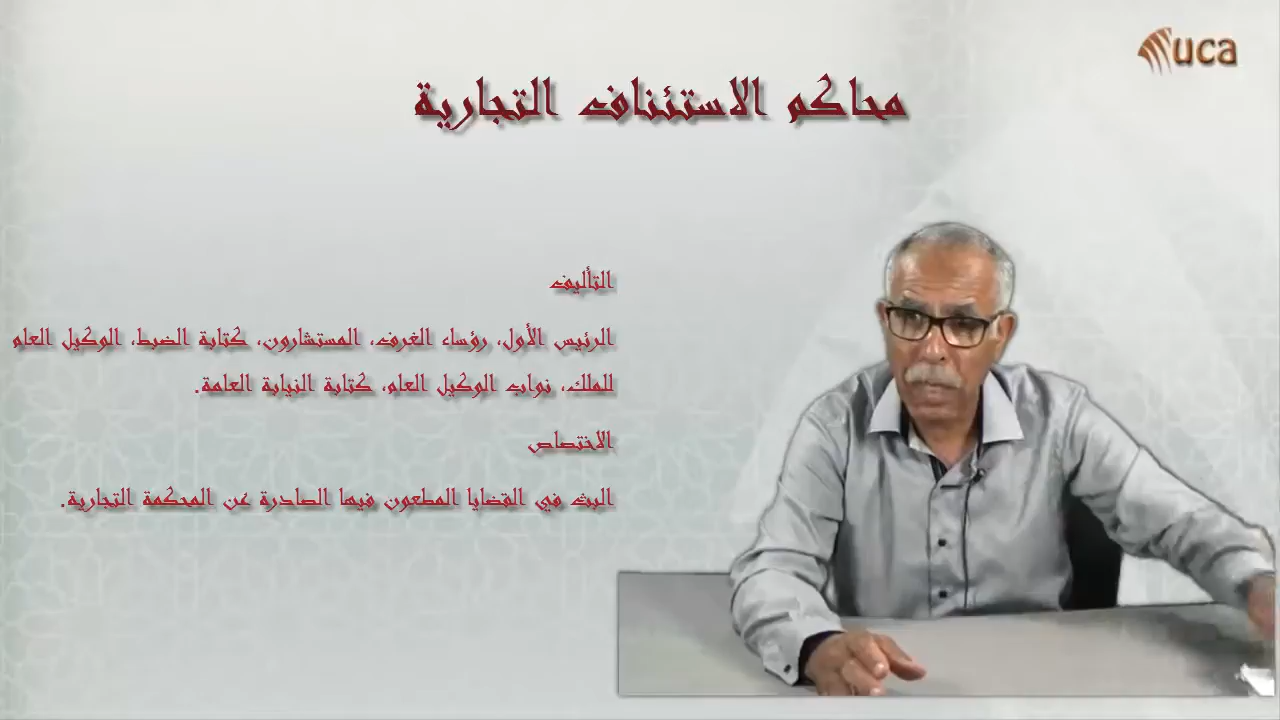 uca
محاكم الاستئناف التجارية
التأليف
الرئيس الأول، رؤساء الغرف، المستشارون، كتابة الضبط، الوكيل العام
للملك، نواب الوكيل العام، كتابة النيابة العامة.
الاختصاص
البث في القضايا المطعون فيها الصادرة عن المحكمة التجارية.